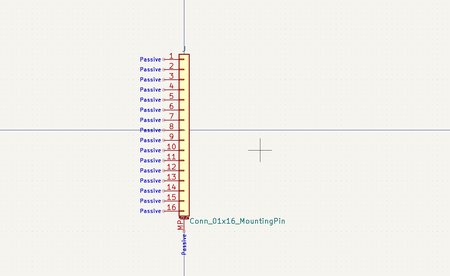 J
Passive 1
Passive 2
Passive 3
Passive 4
Passive 5
Passive 6
Passive 7
Passive 8
Passive 9
Passive 10
Passive 11
Passive 12
Passive 13
Passive 14
Passive 15
Passive 16
Conn_01x16_MountingPin
MP
Passive